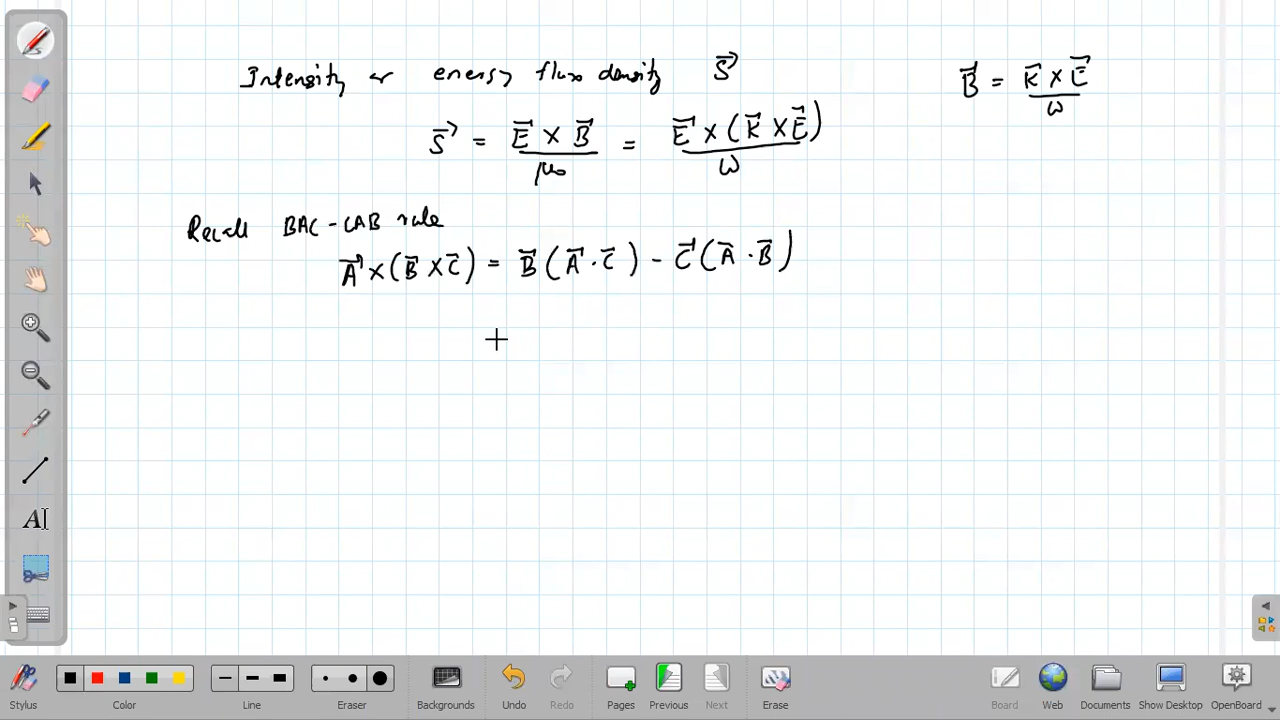 Intensity or energy flux density S⃗
B⃗ = K⃗ × E⃗ / ω
S⃗ = E⃗ × B⃗ / μ₀ = E⃗ × (K⃗ × E⃗) / ω
Recall BAC-CAB rule
A⃗ × (B⃗ × C⃗) = B⃗ (A⃗ · C⃗) - C⃗ (A⃗ · B⃗)
AI
Stylus Color Line Eraser Backgrounds Undo Redo Pages Previous Next Erase Board Web Documents Show Desktop OpenBoard